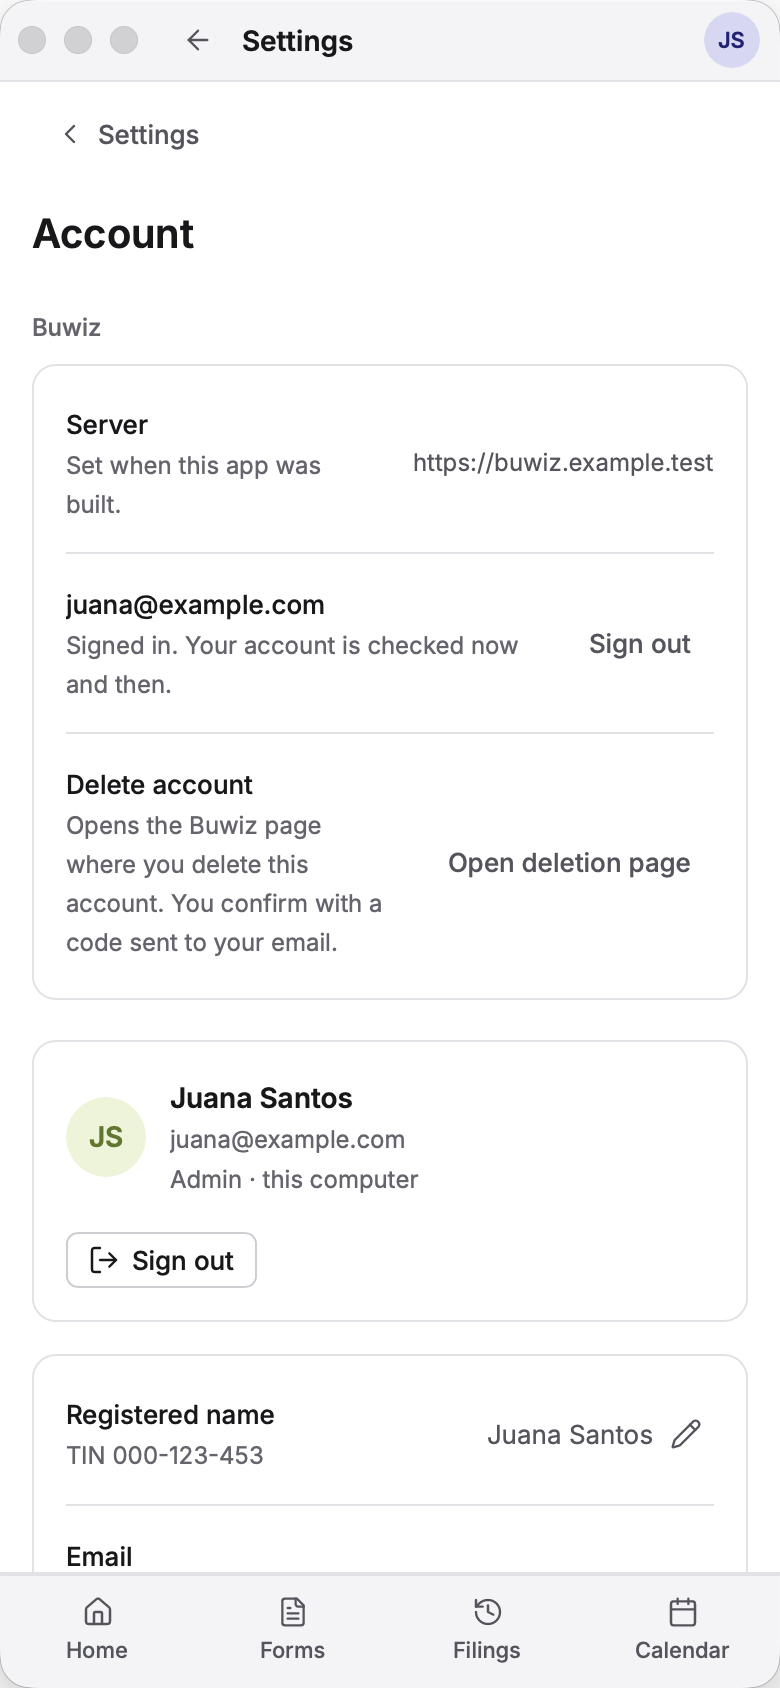 Settings
JS
Settings
Account
Buwiz
Server
Set when this app was
built.
https://buwiz.example.test
juana@example.com
Signed in. Your account is checked now
and then.
Sign out
Delete account
Opens the Buwiz page
where you delete this
account. You confirm with a
code sent to your email.
Open deletion page
JS
Juana Santos
juana@example.com
Admin · this computer
Sign out
Registered name
TIN 000-123-453
Juana Santos
Email
Home
Forms
Filings
Calendar